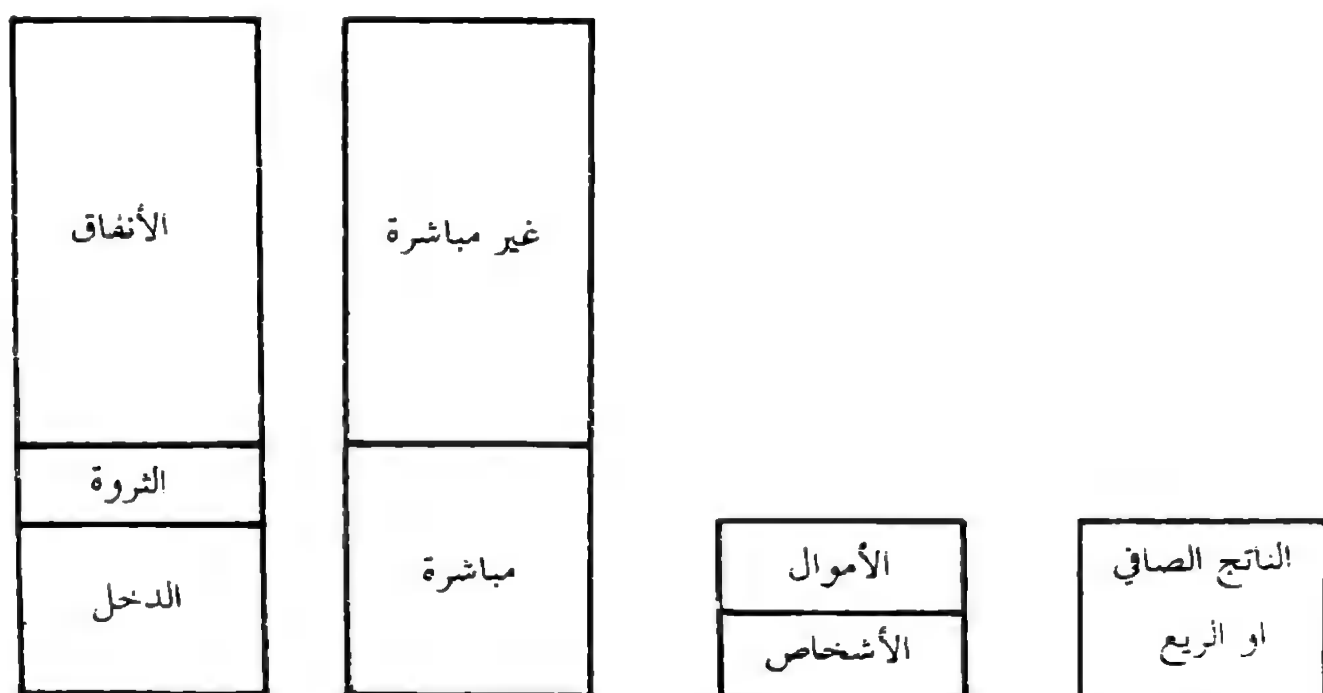 الأنفاق
غير مباشرة
الثروة
الدخل
مباشرة
الأموال
الأشخاص
الناتج الصافي
او الريع